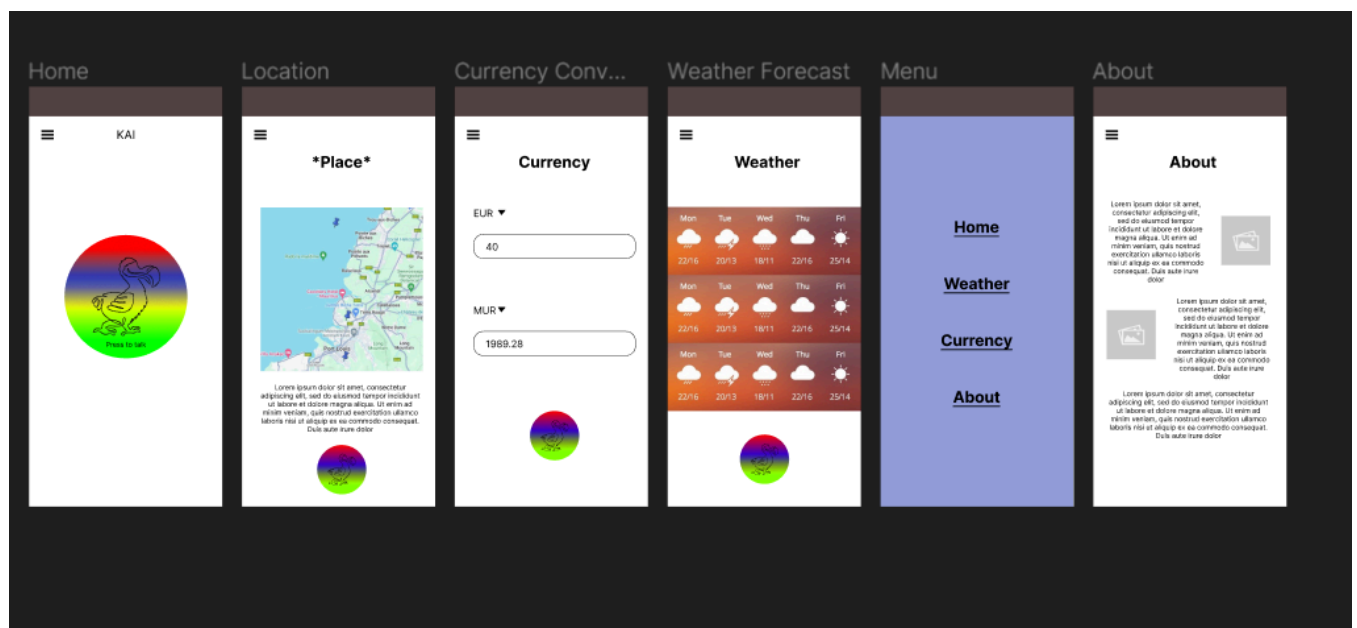 Home
Location
Currency Conv...
Weather Forecast
Menu
About
KAI
Press to talk
*Place*
Port Louis
Lorem ipsum dolor sit amet, consectetur
adipiscing elit, sed do eiusmod tempor incididunt
ut labore et dolore magna aliqua. Ut enim ad
minim veniam, quis nostrud exercitation ullamco
laboris nisi ut aliquip ex ea commodo consequat.
Duis aute irure dolor
Currency
EUR
40
MUR
1989.28
Weather
Mon Tue Wed Thu Fri
22/16 20/13 18/11 22/16 25/14
Mon Tue Wed Thu Fri
22/16 20/13 18/11 22/16 25/14
Mon Tue Wed Thu Fri
22/16 20/13 18/11 22/16 25/14
Home
Weather
Currency
About
About
Lorem ipsum dolor sit amet,
consectetur adipiscing elit,
sed do eiusmod tempor
incididunt ut labore et dolore
magna aliqua. Ut enim ad
minim veniam, quis nostrud
exercitation ullamco laboris
nisi ut aliquip ex ea commodo
consequat. Duis aute irure
dolor
Lorem ipsum dolor sit amet,
consectetur adipiscing elit,
sed do eiusmod tempor
incididunt ut labore et dolore
magna aliqua. Ut enim ad
minim veniam, quis nostrud
exercitation ullamco laboris
nisi ut aliquip ex ea commodo
consequat. Duis aute irure
dolor
Lorem ipsum dolor sit amet, consectetur
adipiscing elit, sed do eiusmod tempor incididunt
ut labore et dolore magna aliqua. Ut enim ad
minim veniam, quis nostrud exercitation ullamco
laboris nisi ut aliquip ex ea commodo consequat.
Duis aute irure dolor